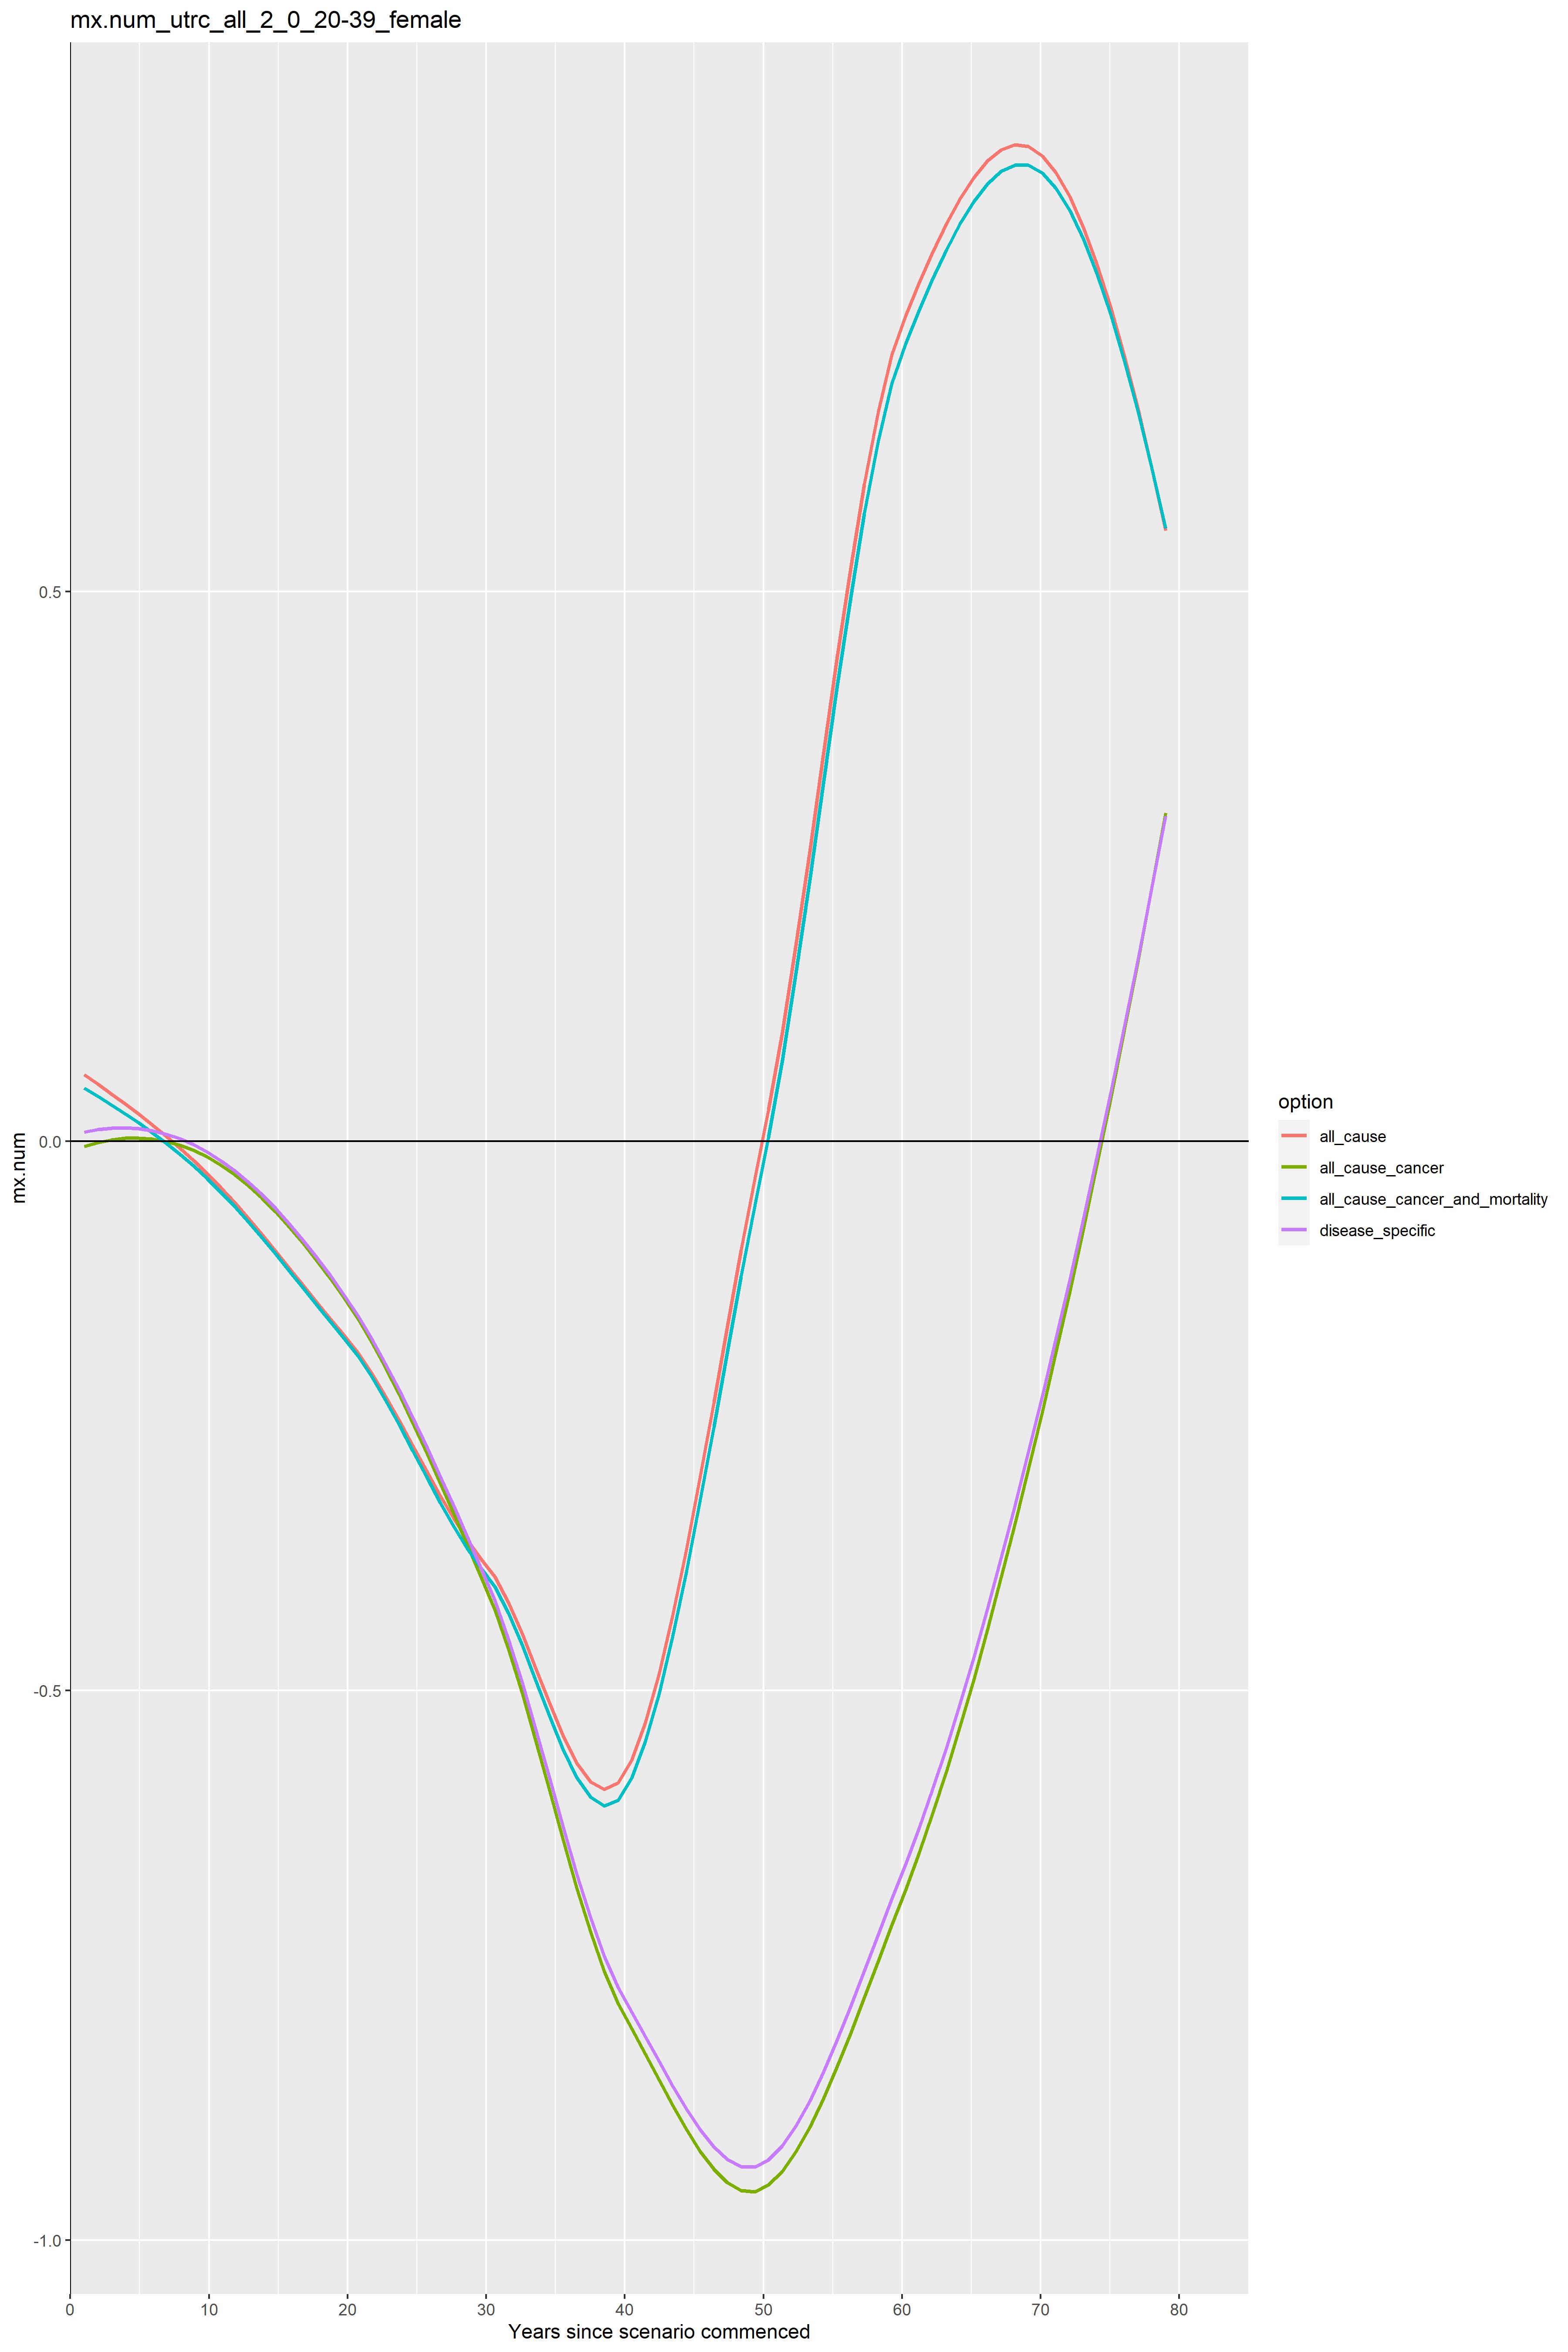 mx.num_utrc_all_2_0_20-39_female
mx.num
0.5
0.0
-0.5
-1.0
0 10 20 30 40 50 60 70 80
Years since scenario commenced
option
all_cause
all_cause_cancer
all_cause_cancer_and_mortality
disease_specific